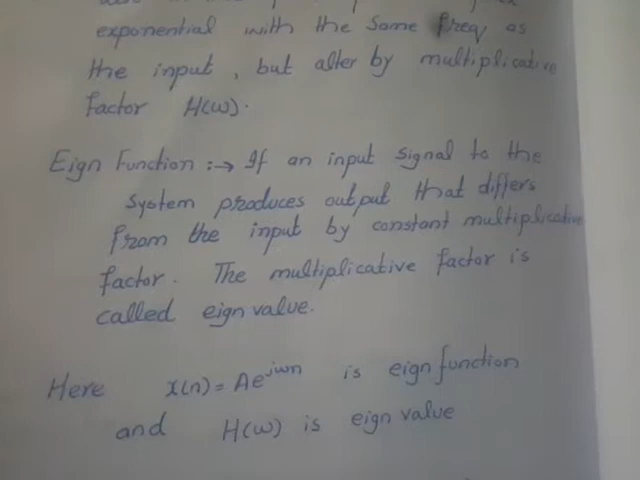 exponential with the same freq as
the input, but alter by multiplicative
factor H(ω).
Eign Function :→ If an input signal to the
system produces output that differs
from the input by constant multiplicative
factor. The multiplicative factor is
called eign value.
Here x(n) = Ae^jωn is eign function
and H(ω) is eign value